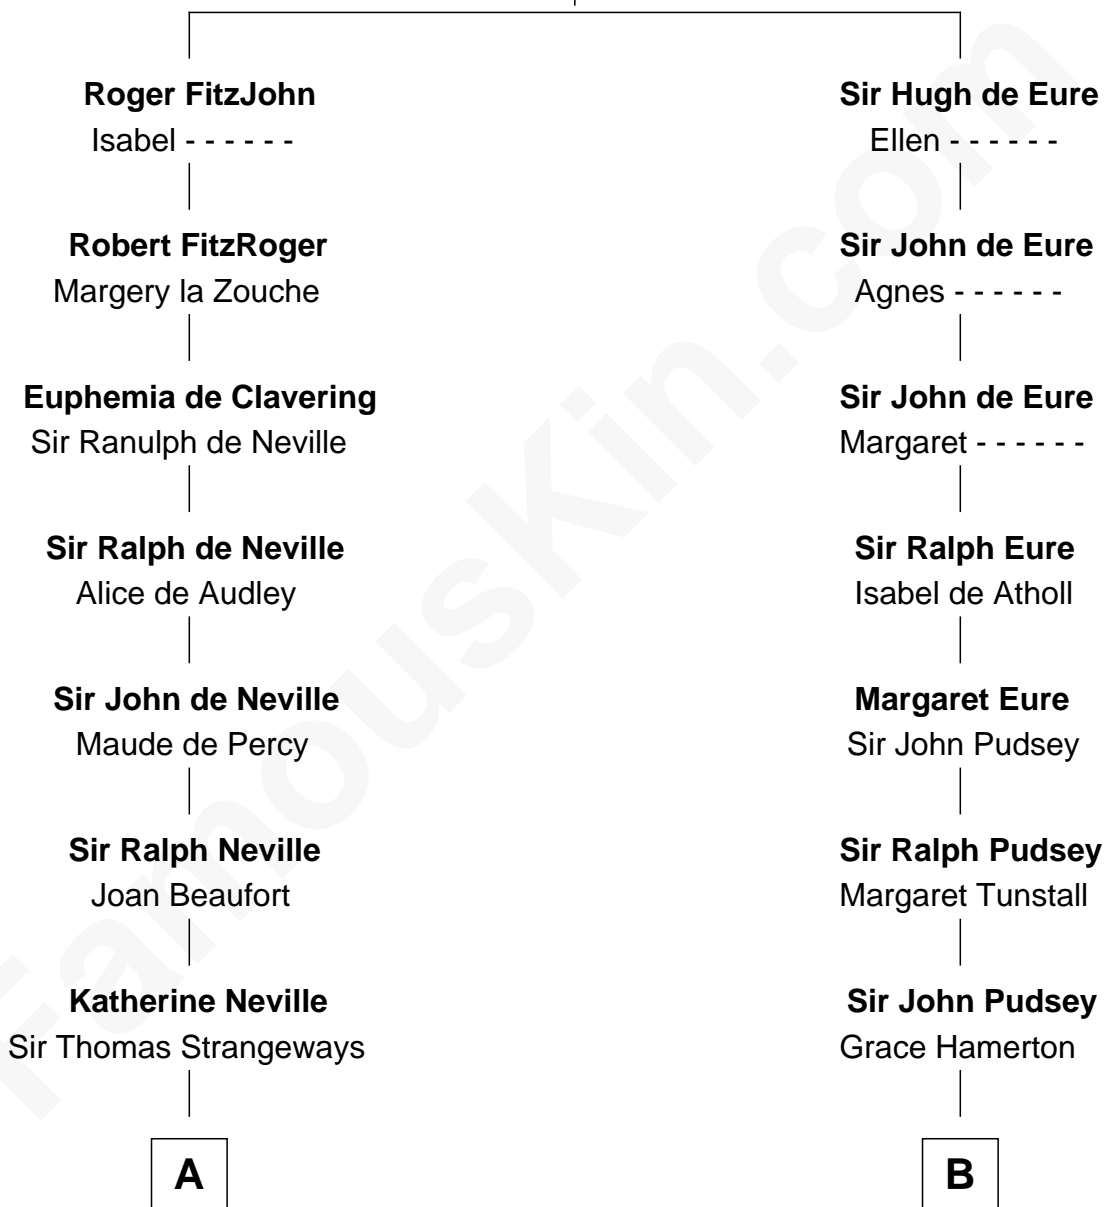 Roger FitzJohn
Isabel - - - - - -
Robert FitzRoger
Margery la Zouche
Euphemia de Clavering
Sir Ranulph de Neville
Sir Ralph de Neville
Alice de Audley
Sir John de Neville
Maude de Percy
Sir Ralph Neville
Joan Beaufort
Katherine Neville
Sir Thomas Strangeways
A
Sir Hugh de Eure
Ellen - - - - - -
Sir John de Eure
Agnes - - - - - -
Sir John de Eure
Margaret - - - - - -
Sir Ralph Eure
Isabel de Atholl
Margaret Eure
Sir John Pudsey
Sir Ralph Pudsey
Margaret Tunstall
Sir John Pudsey
Grace Hamerton
B
FamousKin.com